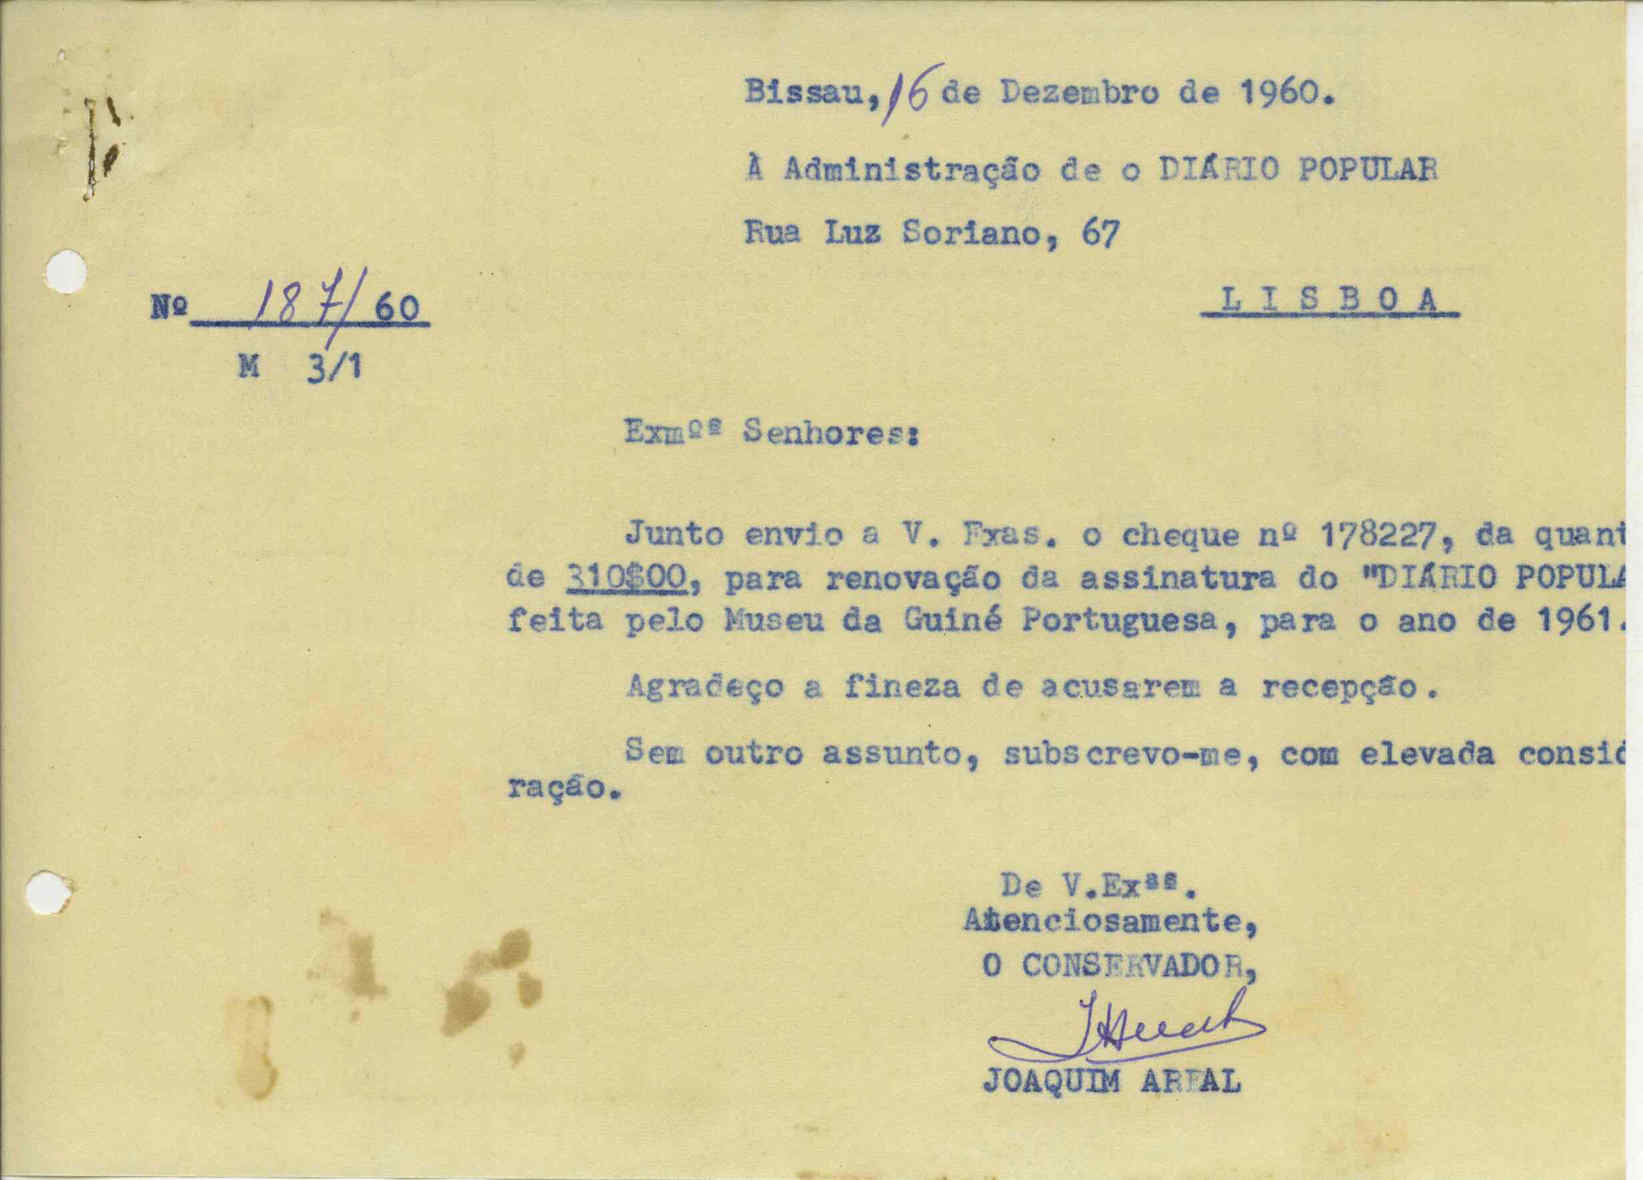 Bissau, 16 de Dezembro de 1960.
À Administração de o DIÁRIO POPULAR
Rua Luz Soriano, 67
LISBOA
Nº 187/60
M 3/1
Exmºˢ Senhores:
Junto envio a V. Exas. o cheque nº 178227, da quant
de 310$00, para renovação da assinatura do "DIÁRIO POPULA
feita pelo Museu da Guiné Portuguesa, para o ano de 1961.
Agradeço a fineza de acusarem a recepção.
Sem outro assunto, subscrevo-me, com elevada consid
ração.
De V.Exªˢ.
Atenciosamente,
O CONSERVADOR,
JOAQUIM AREAL